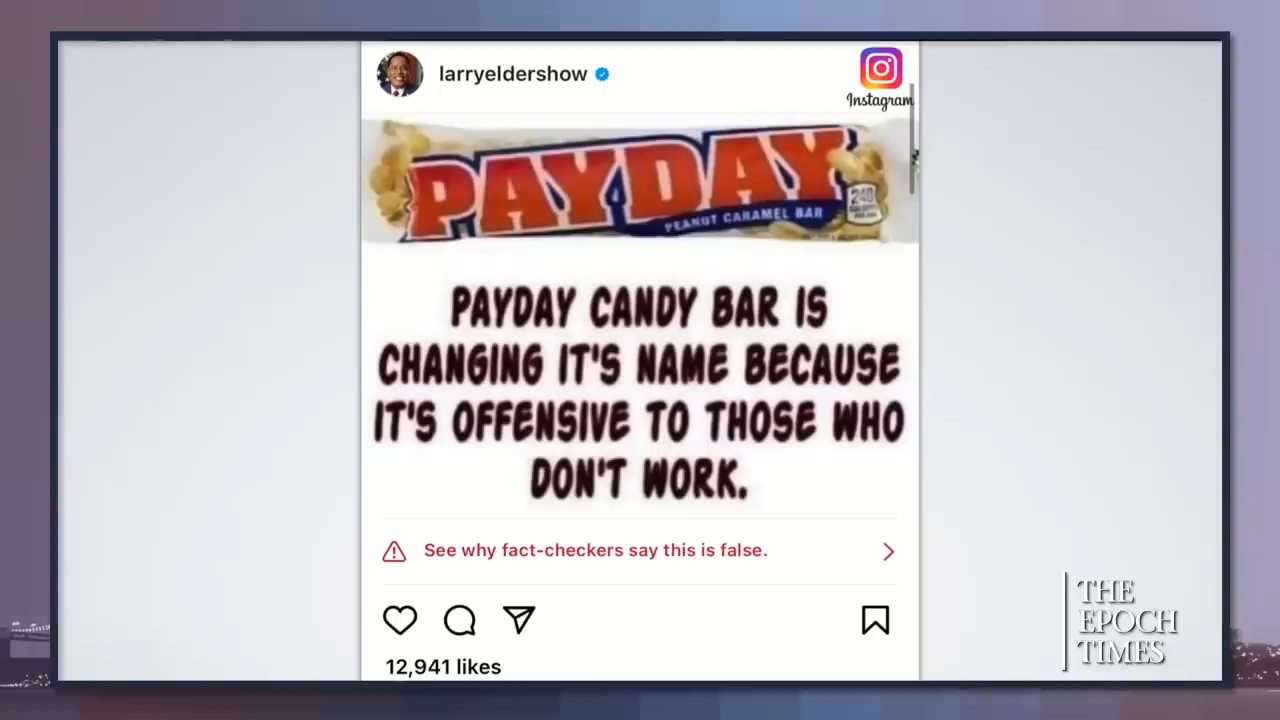 larryeldershow
Instagram
PAYDAY
PEANUT CARAMEL BAR
240
PAYDAY CANDY BAR IS
CHANGING IT'S NAME BECAUSE
IT'S OFFENSIVE TO THOSE WHO
DON'T WORK.
See why fact-checkers say this is false.
12,941 likes
THE
EPOCH
TIMES